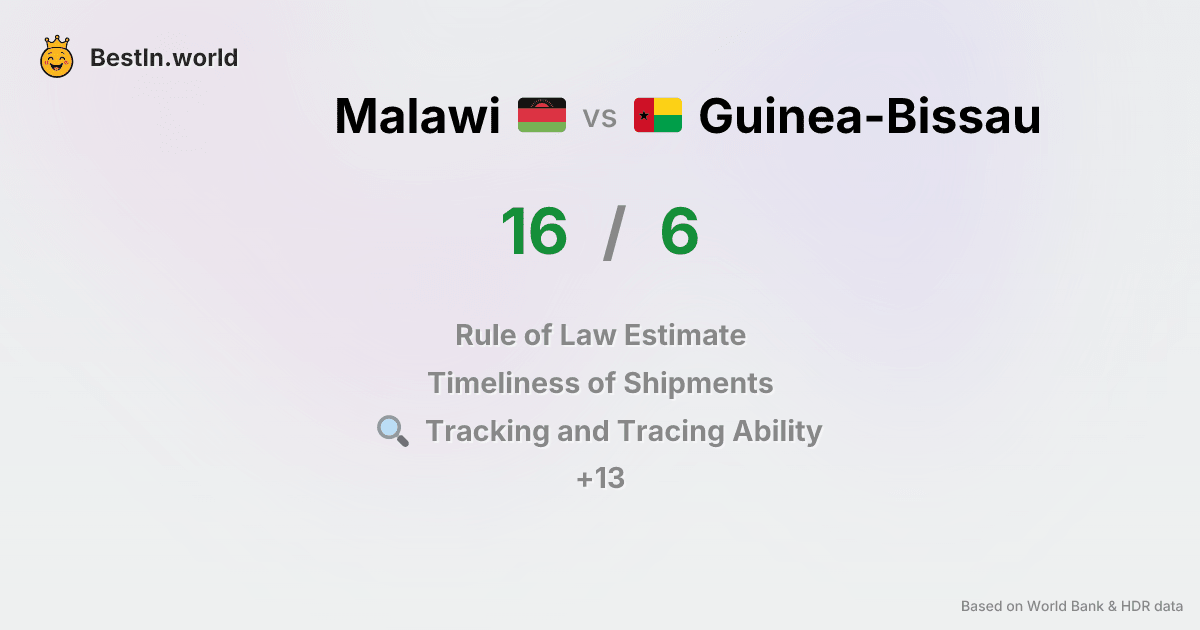 BestIn.world
Malawi vs Guinea-Bissau
16 / 6
Rule of Law Estimate
Timeliness of Shipments
Tracking and Tracing Ability
+13
Based on World Bank & HDR data